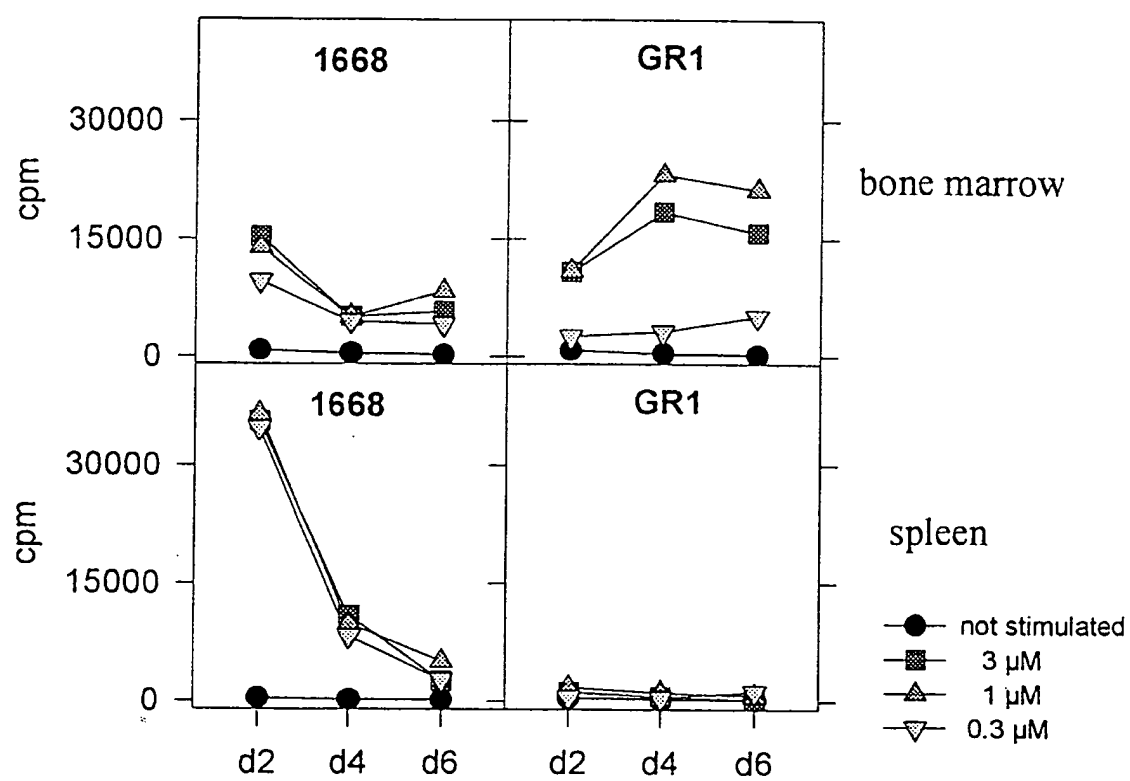 1668
GR1
30000
15000
0
cpm
bone marrow
1668
GR1
30000
15000
0
cpm
spleen
not stimulated
3 µM
1 µM
0.3 µM
d2 d4 d6 d2 d4 d6